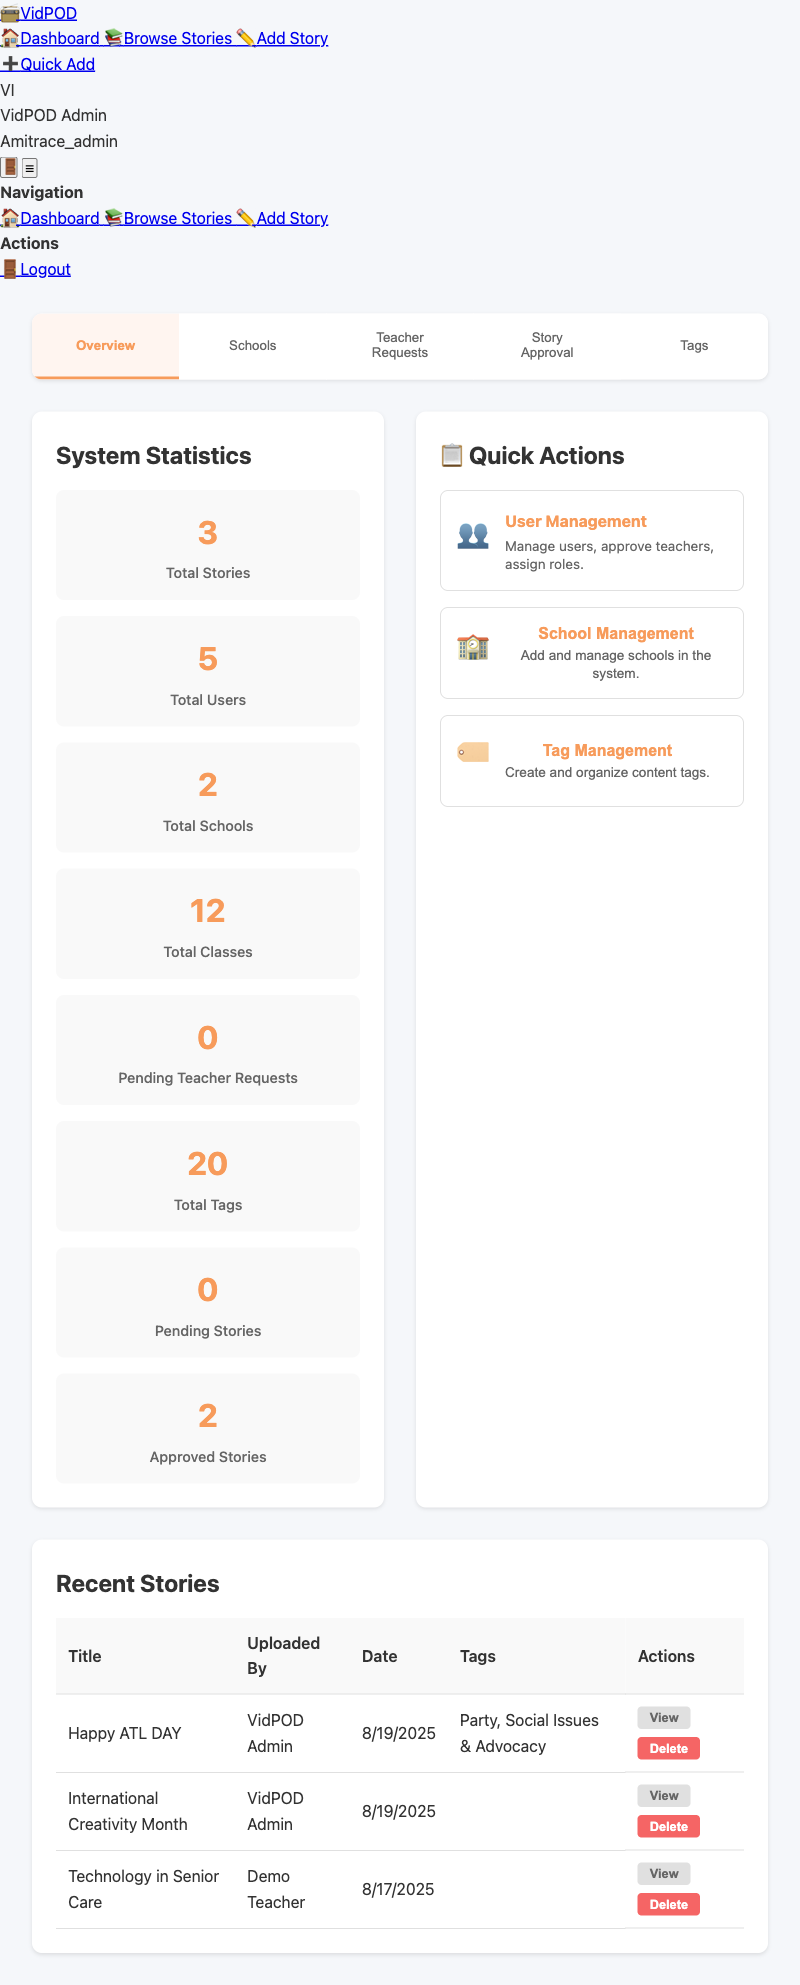 VidPOD
Dashboard Browse Stories Add Story
Quick Add
VI
VidPOD Admin
Amitrace_admin
≡
Navigation
Dashboard Browse Stories Add Story
Actions
Logout
Overview
Schools
Teacher
Requests
Story
Approval
Tags
System Statistics
3
Total Stories
5
Total Users
2
Total Schools
12
Total Classes
0
Pending Teacher Requests
20
Total Tags
0
Pending Stories
2
Approved Stories
Quick Actions
User Management
Manage users, approve teachers,
assign roles.
School Management
Add and manage schools in the
system.
Tag Management
Create and organize content tags.
Recent Stories
Title Uploaded By Date Tags Actions
Happy ATL DAY
VidPOD
Admin
8/19/2025
Party, Social Issues
& Advocacy
View
Delete
International
Creativity Month
VidPOD
Admin
8/19/2025
View
Delete
Technology in Senior
Care
Demo
Teacher
8/17/2025
View
Delete